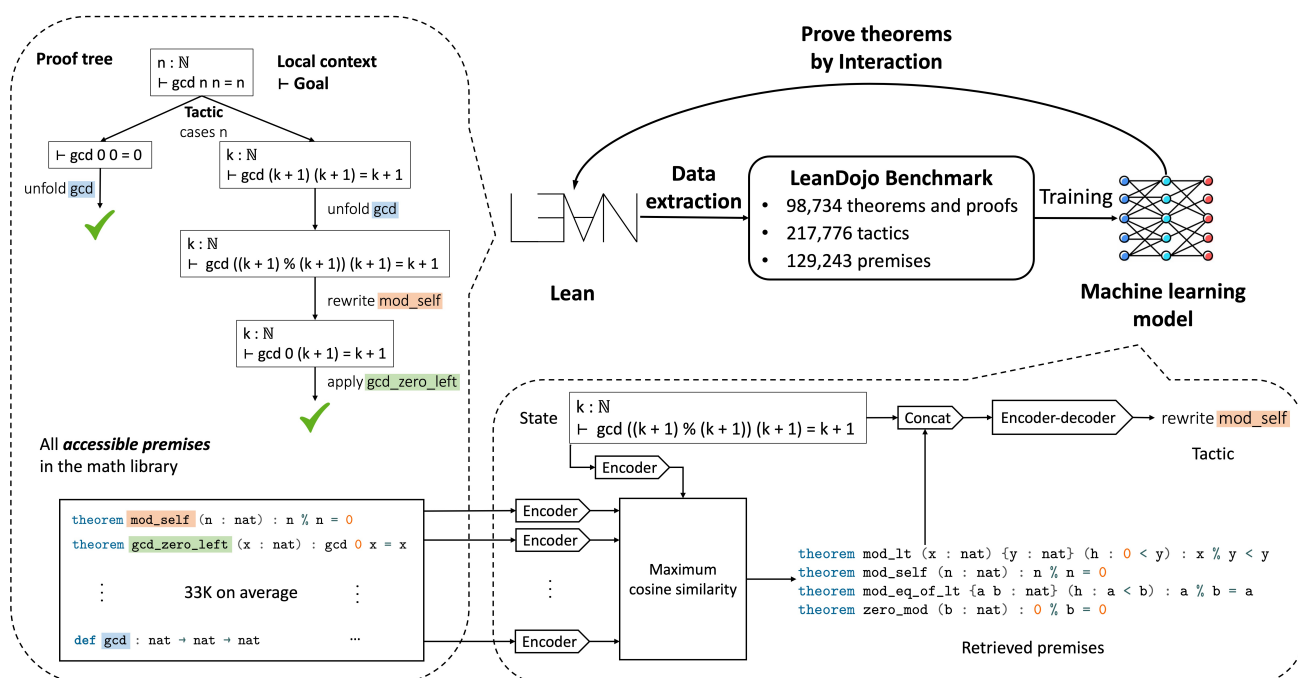 Proof tree
n : ℕ
⊢ gcd n n = n
Local context
⊢ Goal
Tactic
cases n
⊢ gcd 0 0 = 0
unfold gcd
k : ℕ
⊢ gcd (k + 1) (k + 1) = k + 1
unfold gcd
k : ℕ
⊢ gcd ((k + 1) % (k + 1)) (k + 1) = k + 1
rewrite mod_self
k : ℕ
⊢ gcd 0 (k + 1) = k + 1
apply gcd_zero_left
All accessible premises
in the math library
theorem mod_self (n : nat) : n % n = 0
theorem gcd_zero_left (x : nat) : gcd 0 x = x
⋮ 33K on average ⋮
def gcd : nat → nat → nat ...
Prove theorems
by Interaction
LEAN
Lean
Data
extraction
LeanDojo Benchmark
• 98,734 theorems and proofs
• 217,776 tactics
• 129,243 premises
Training
Machine learning
model
State
k : ℕ
⊢ gcd ((k + 1) % (k + 1)) (k + 1) = k + 1
Concat
Encoder-decoder
rewrite mod_self
Tactic
Encoder
Encoder
Encoder
⋮
Encoder
Maximum
cosine similarity
theorem mod_lt (x : nat) {y : nat} (h : 0 < y) : x % y < y
theorem mod_self (n : nat) : n % n = 0
theorem mod_eq_of_lt {a b : nat} (h : a < b) : a % b = a
theorem zero_mod (b : nat) : 0 % b = 0
Retrieved premises